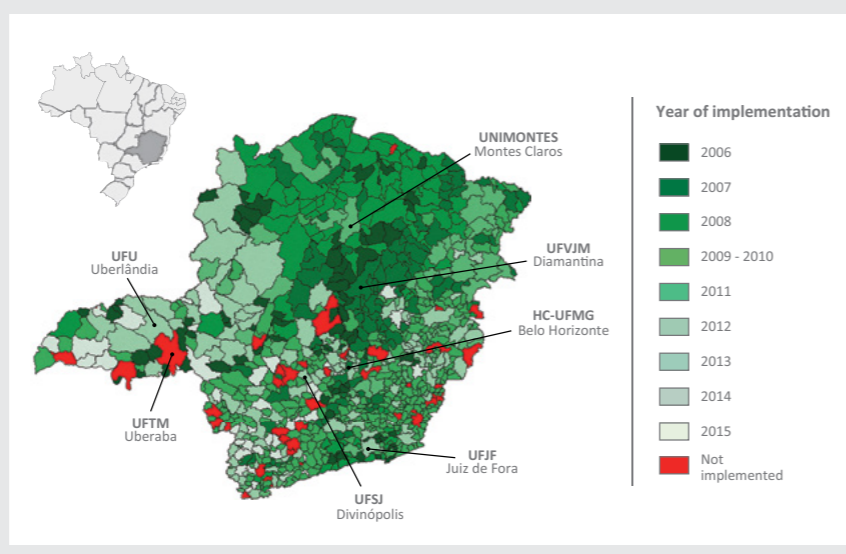 UNIMONTES
Montes Claros
UFVJM
Diamantina
HC-UFMG
Belo Horizonte
UFU
Uberlândia
UFTM
Uberaba
UFJF
Juiz de Fora
UFSJ
Divinópolis
Year of implementation
2006
2007
2008
2009 - 2010
2011
2012
2013
2014
2015
Not
implemented